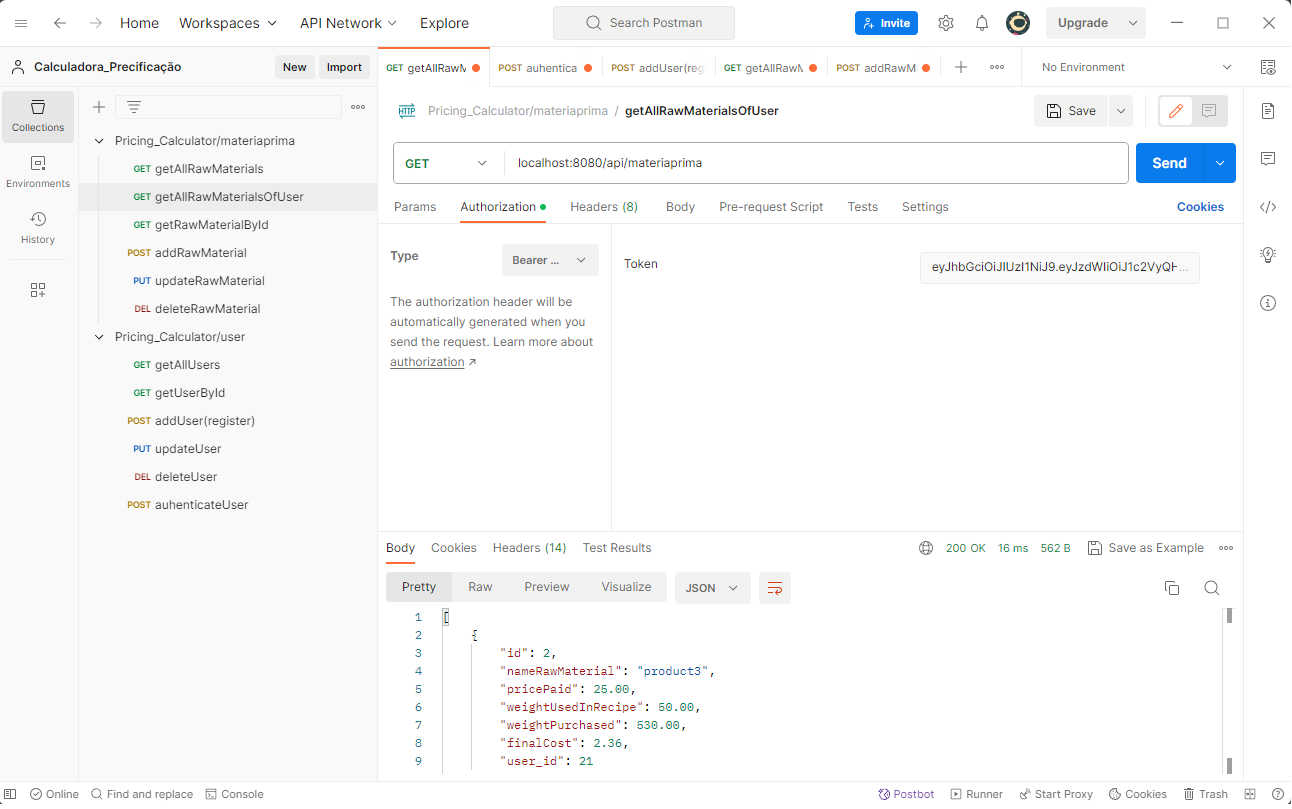 Home Workspaces API Network Explore Search Postman Invite Upgrade
Calculadora_Precificação New Import
GET getAllRawM POST auhentica POST addUser(reg GET getAllRawM POST addRawM No Environment
Collections
Environments
History
Pricing_Calculator/materiaprima
GET getAllRawMaterials
GET getAllRawMaterialsOfUser
GET getRawMaterialById
POST addRawMaterial
PUT updateRawMaterial
DEL deleteRawMaterial
Pricing_Calculator/user
GET getAllUsers
GET getUserById
POST addUser(register)
PUT updateUser
DEL deleteUser
POST auhenticateUser
HTTP Pricing_Calculator/materiaprima / getAllRawMaterialsOfUser Save
GET localhost:8080/api/materiaprima Send
Params Authorization Headers (8) Body Pre-request Script Tests Settings Cookies
Type Bearer ...
The authorization header will be
automatically generated when you
send the request. Learn more about
authorization ↗
Token eyJhbGciOiJIUzI1NiJ9.eyJzdWIiOiJ1c2VyQH...
Body Cookies Headers (14) Test Results 200 OK 16 ms 562 B Save as Example
Pretty Raw Preview Visualize JSON
1 [
2 {
3 "id": 2,
4 "nameRawMaterial": "product3",
5 "pricePaid": 25.00,
6 "weightUsedInRecipe": 50.00,
7 "weightPurchased": 530.00,
8 "finalCost": 2.36,
9 "user_id": 21
Online Find and replace Console Postbot Runner Start Proxy Cookies Trash